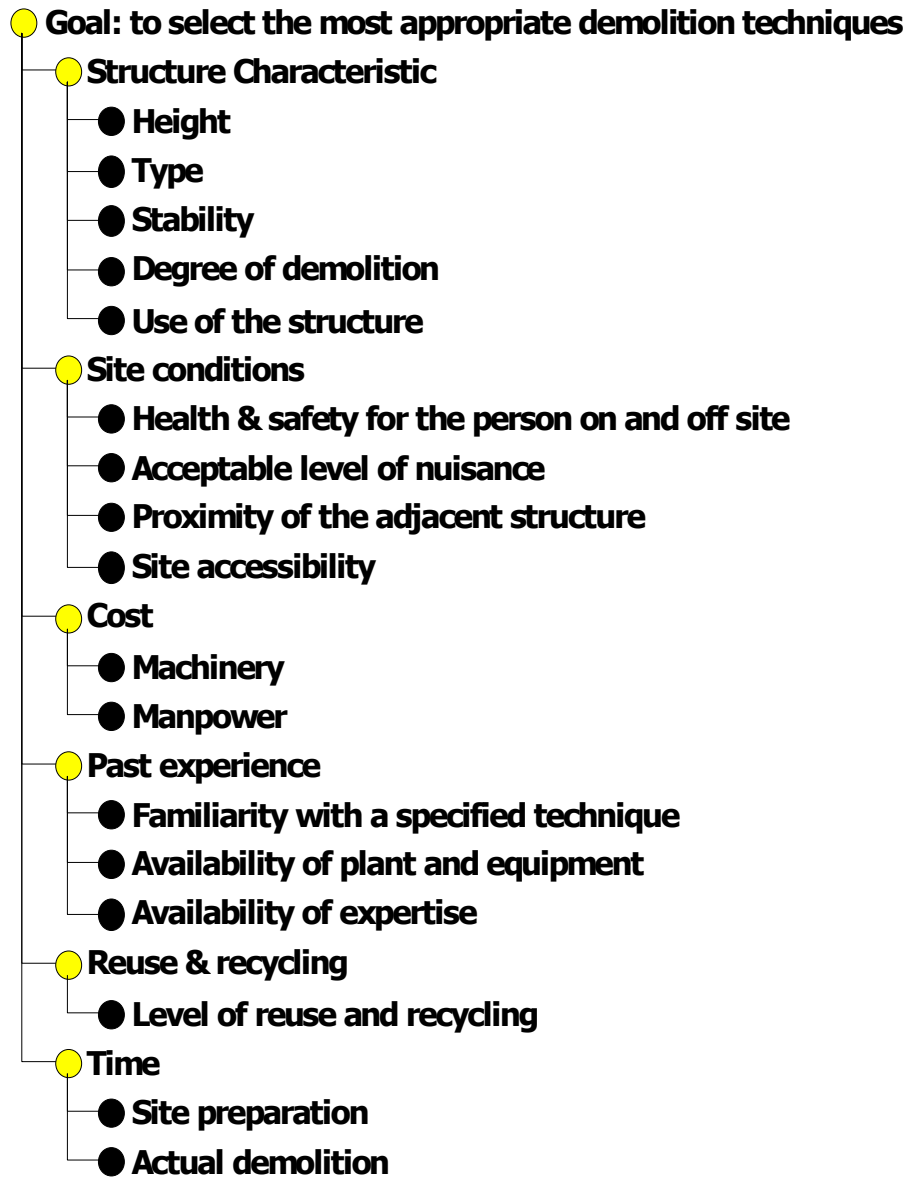 Goal: to select the most appropriate demolition techniques
Structure Characteristic
Height
Type
Stability
Degree of demolition
Use of the structure
Site conditions
Health & safety for the person on and off site
Acceptable level of nuisance
Proximity of the adjacent structure
Site accessibility
Cost
Machinery
Manpower
Past experience
Familiarity with a specified technique
Availability of plant and equipment
Availability of expertise
Reuse & recycling
Level of reuse and recycling
Time
Site preparation
Actual demolition